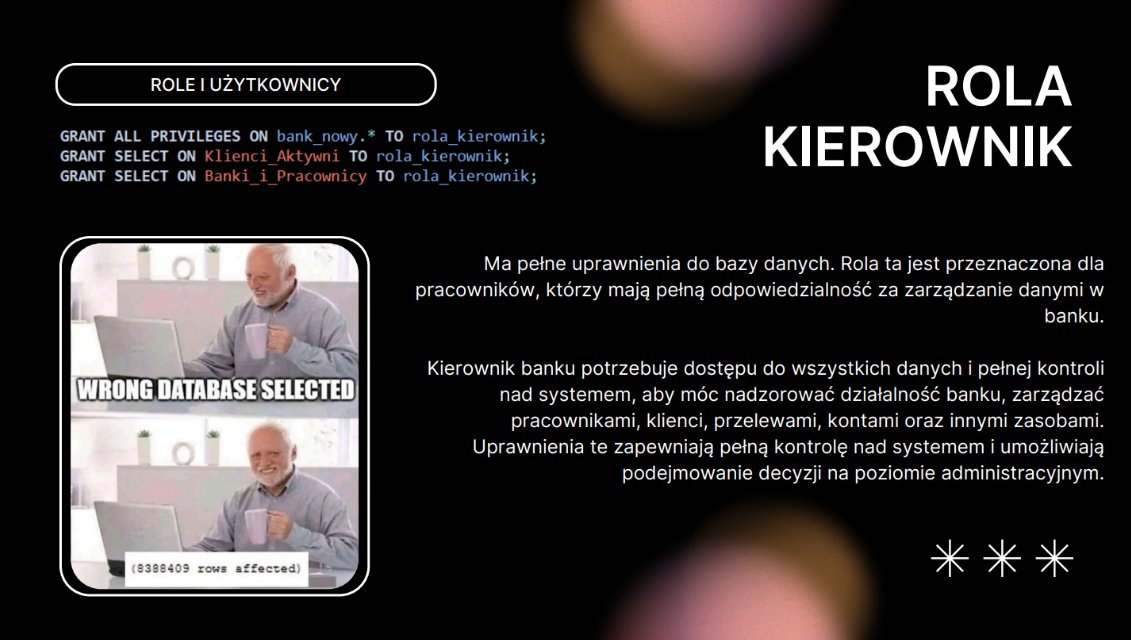 ROLE I UŻYTKOWNICY
GRANT ALL PRIVILEGES ON bank_nowy.* TO rola_kierownik;
GRANT SELECT ON Klienci_Aktywni TO rola_kierownik;
GRANT SELECT ON Banki_i_Pracownicy TO rola_kierownik;
ROLA
KIEROWNIK
WRONG DATABASE SELECTED
(8388409 rows affected)
Ma pełne uprawnienia do bazy danych. Rola ta jest przeznaczona dla
pracowników, którzy mają pełną odpowiedzialność za zarządzanie danymi w
banku.
Kierownik banku potrzebuje dostępu do wszystkich danych i pełnej kontroli
nad systemem, aby móc nadzorować działalność banku, zarządzać
pracownikami, klienci, przelewami, kontami oraz innymi zasobami.
Uprawnienia te zapewniają pełną kontrolę nad systemem i umożliwiają
podejmowanie decyzji na poziomie administracyjnym.